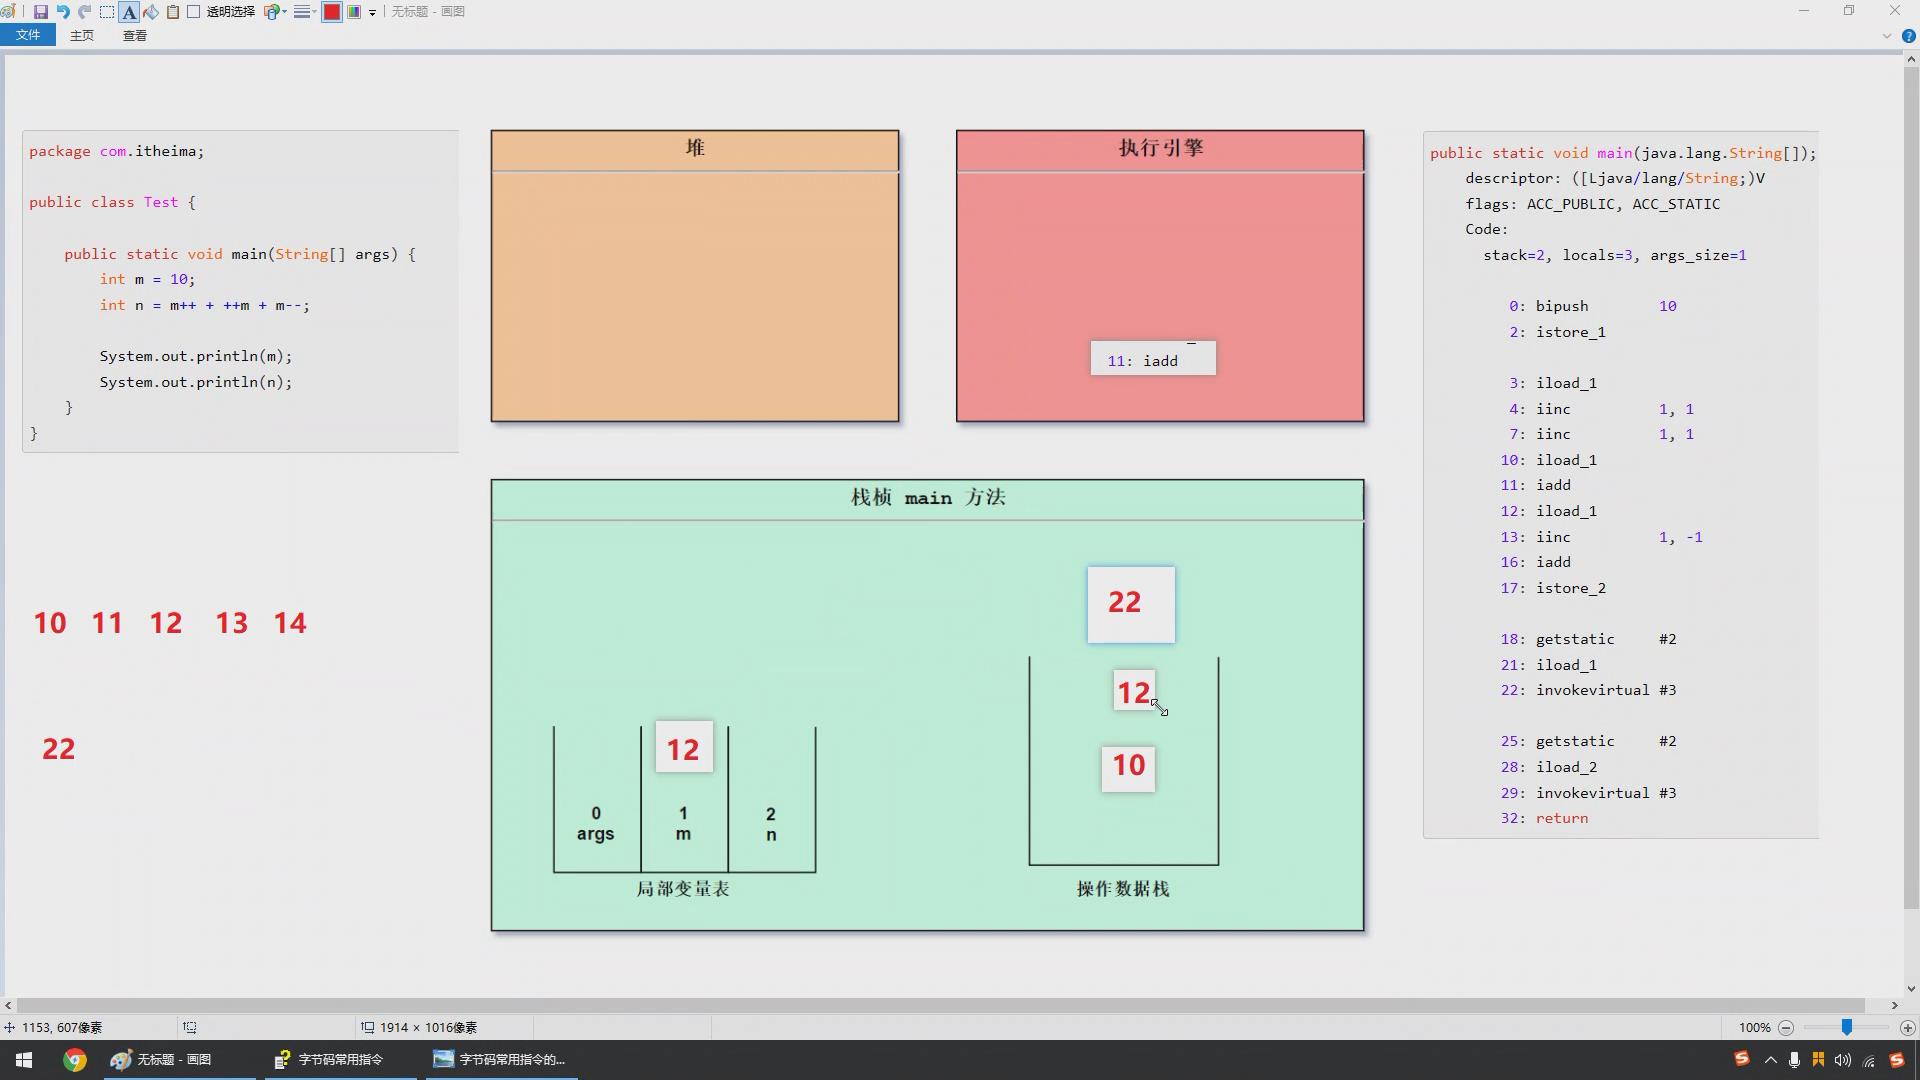 透明选择
无标题 - 画图
文件
主页
查看
package com.itheima;
public class Test {
public static void main(String[] args) {
int m = 10;
int n = m++ + ++m + m--;
System.out.println(m);
System.out.println(n);
}
}
堆
执行引擎
11: iadd
public static void main(java.lang.String[]);
descriptor: ([Ljava/lang/String;)V
flags: ACC_PUBLIC, ACC_STATIC
Code:
stack=2, locals=3, args_size=1
0: bipush 10
2: istore_1
3: iload_1
4: iinc 1, 1
7: iinc 1, 1
10: iload_1
11: iadd
12: iload_1
13: iinc 1, -1
16: iadd
17: istore_2
18: getstatic #2
21: iload_1
22: invokevirtual #3
25: getstatic #2
28: iload_2
29: invokevirtual #3
32: return
栈桢 main 方法
10 11 12 13 14
22
22
12
10
12
0 1 2
args m n
局部变量表
操作数据栈
1153, 607像素
1914 × 1016像素
100%
无标题 - 画图
字节码常用指令
字节码常用指令的...